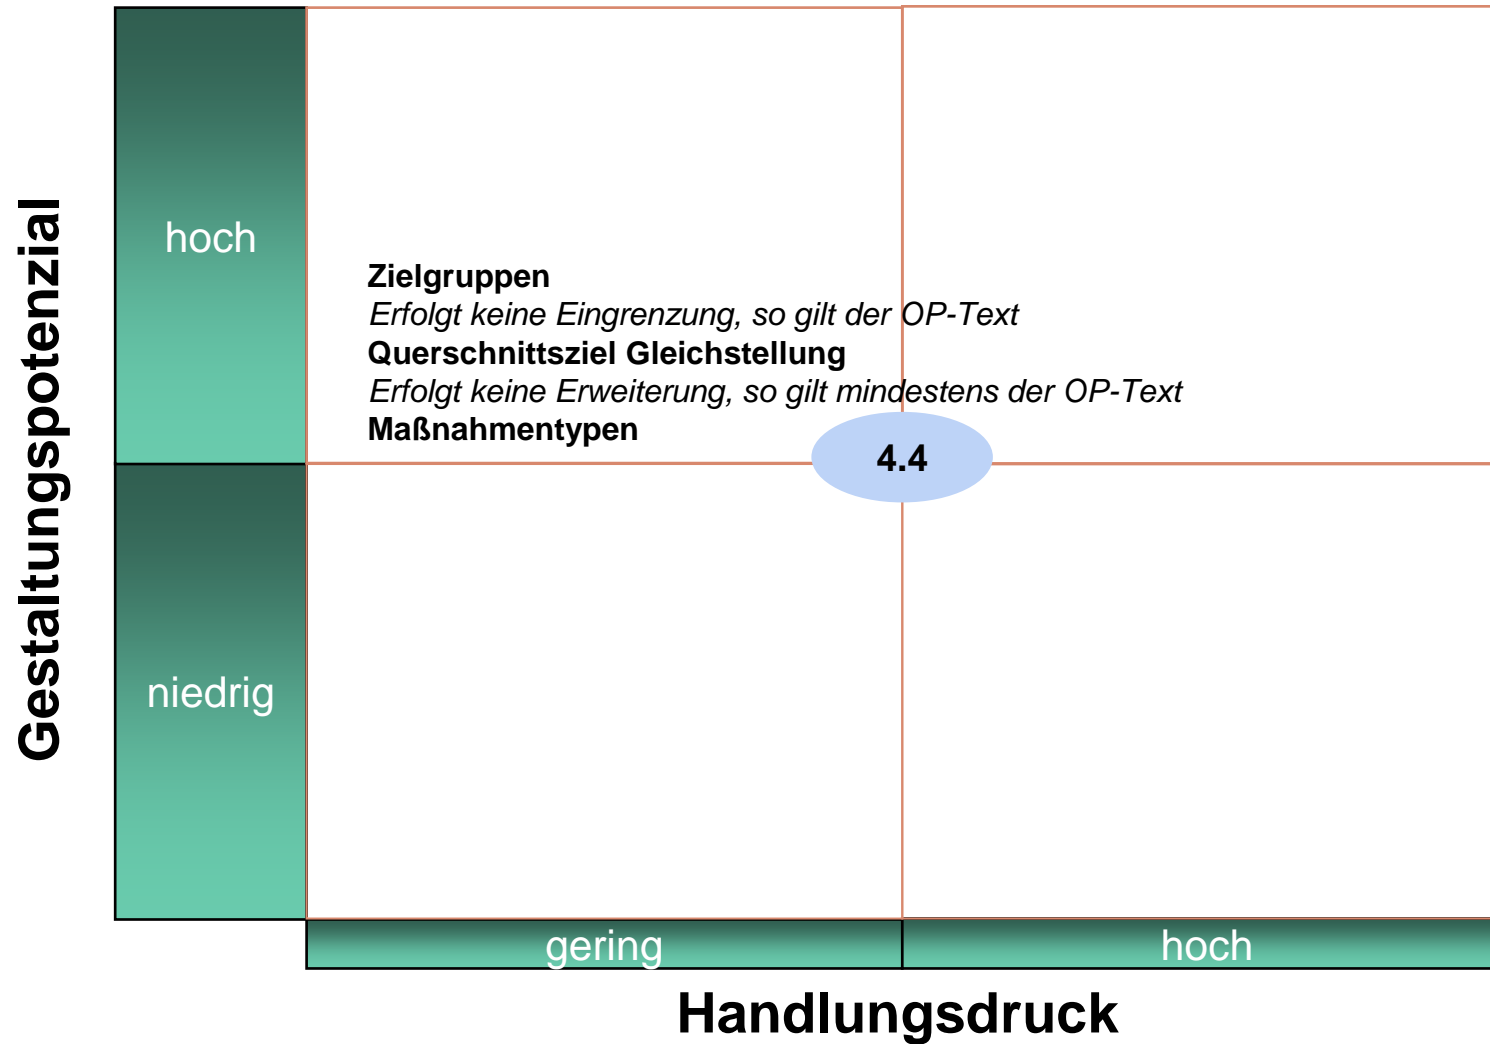 Gestaltungspotenzial
hoch
Zielgruppen
Erfolgt keine Eingrenzung, so gilt der OP-Text
Querschnittsziel Gleichstellung
Erfolgt keine Erweiterung, so gilt mindestens der OP-Text
Maßnahmentypen
4.4
niedrig
gering
hoch
Handlungsdruck